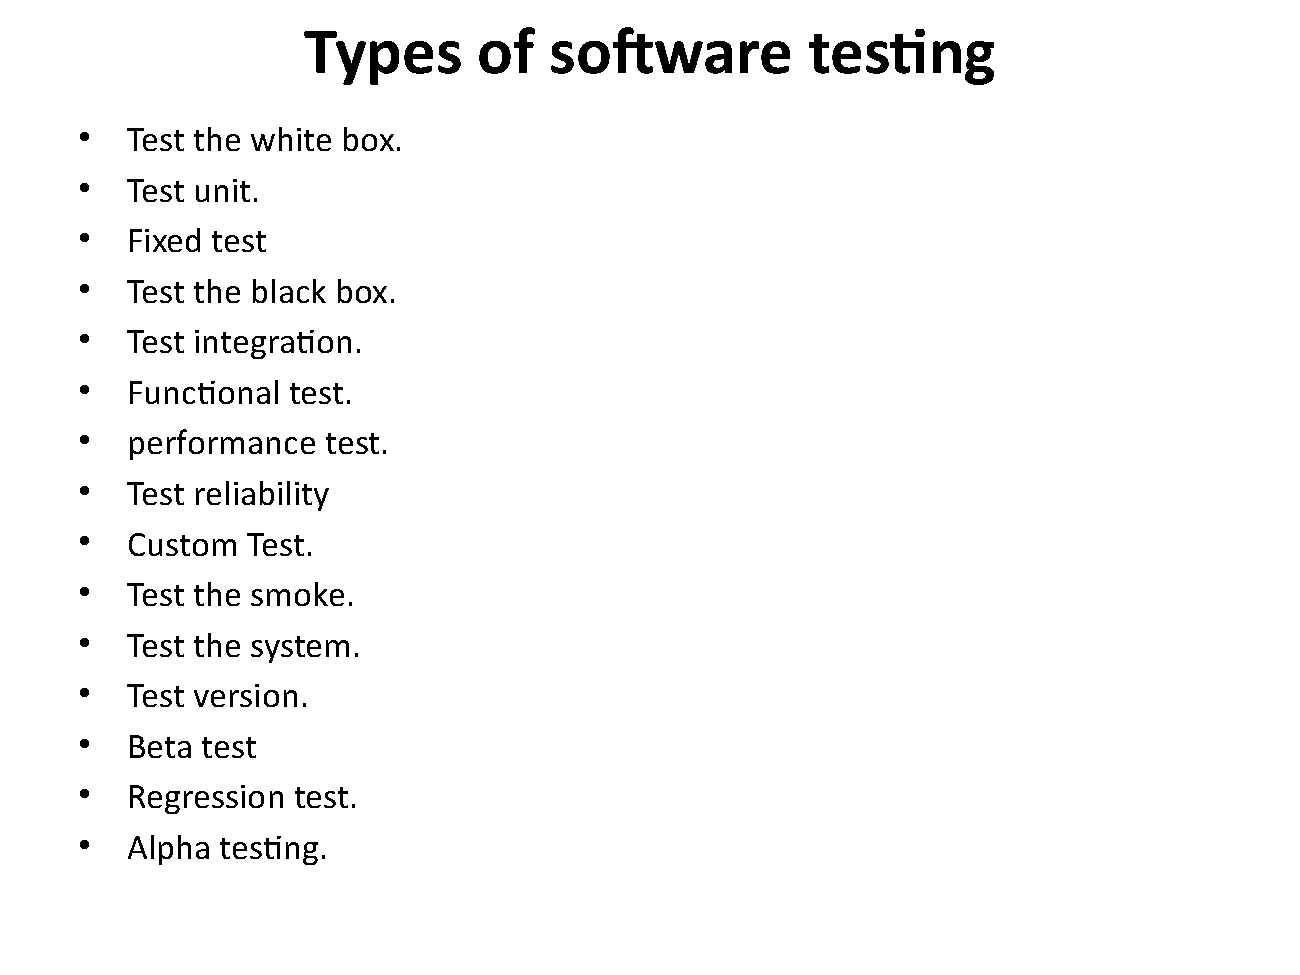 Types of software testing
• Test the white box.
• Test unit.
• Fixed test
• Test the black box.
• Test integration.
• Functional test.
• performance test.
• Test reliability
• Custom Test.
• Test the smoke.
• Test the system.
• Test version.
• Beta test
• Regression test.
• Alpha testing.